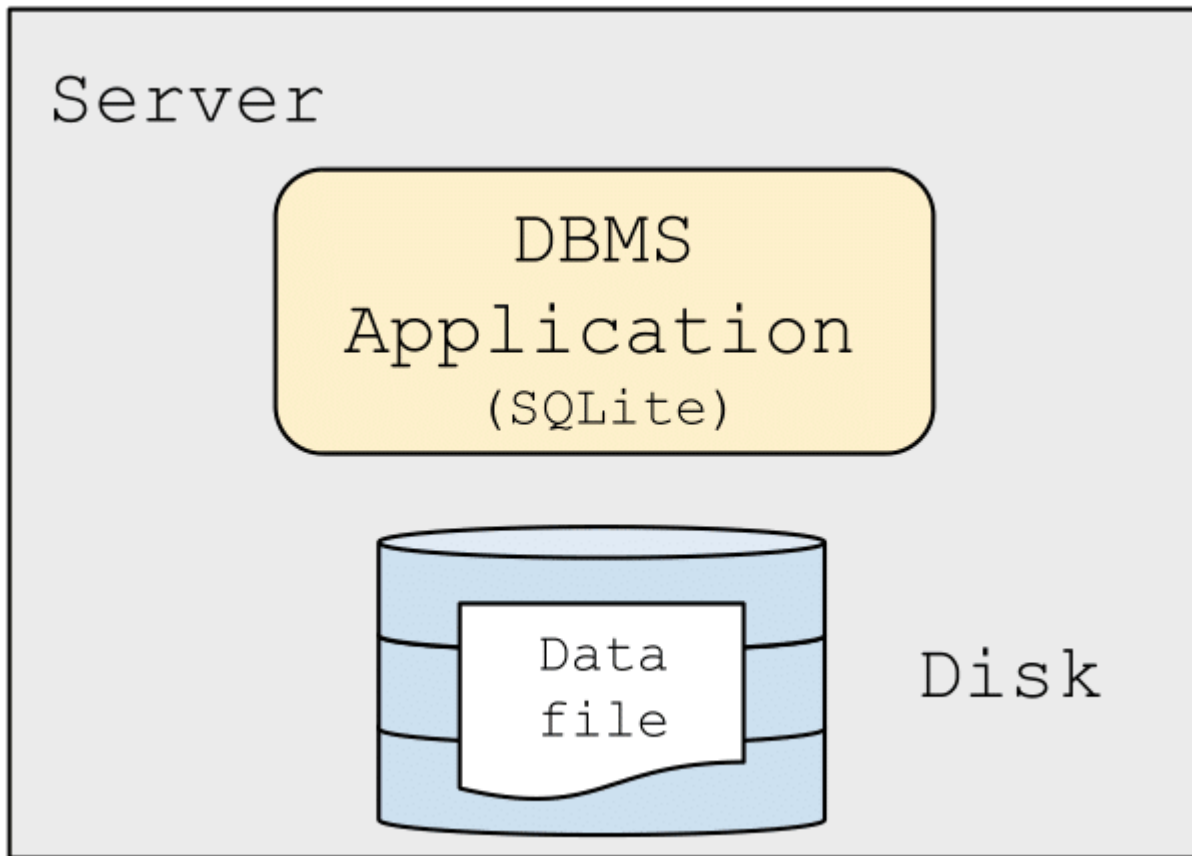 Server
DBMS
Application
(SQLite)
Data
file
Disk